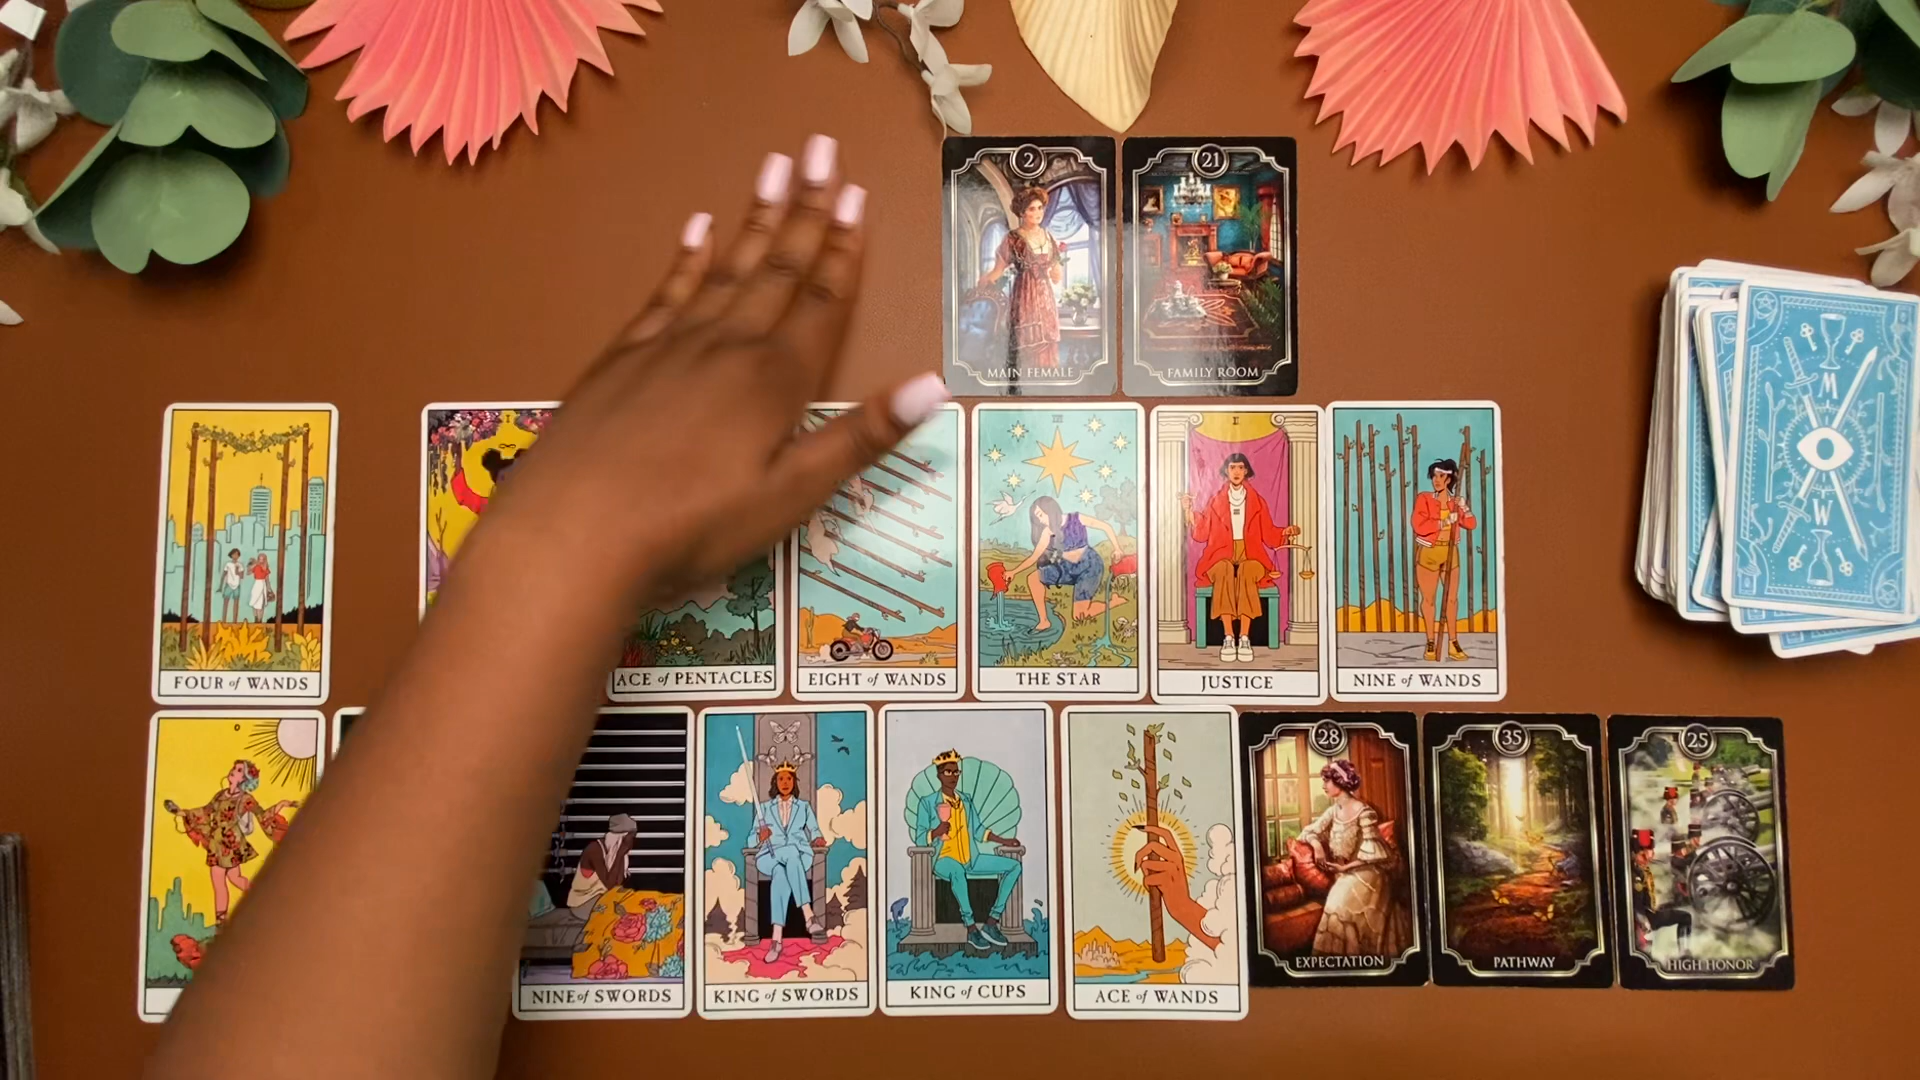 2
21
MAIN FEMALE
FAMILY ROOM
I
FOUR of WANDS
ACE of PENTACLES
EIGHT of WANDS
THE STAR
JUSTICE
NINE of WANDS
M
W
0
28
35
25
EXPECTATION
PATHWAY
HIGH HONOR
NINE of SWORDS
KING of SWORDS
KING of CUPS
ACE of WANDS